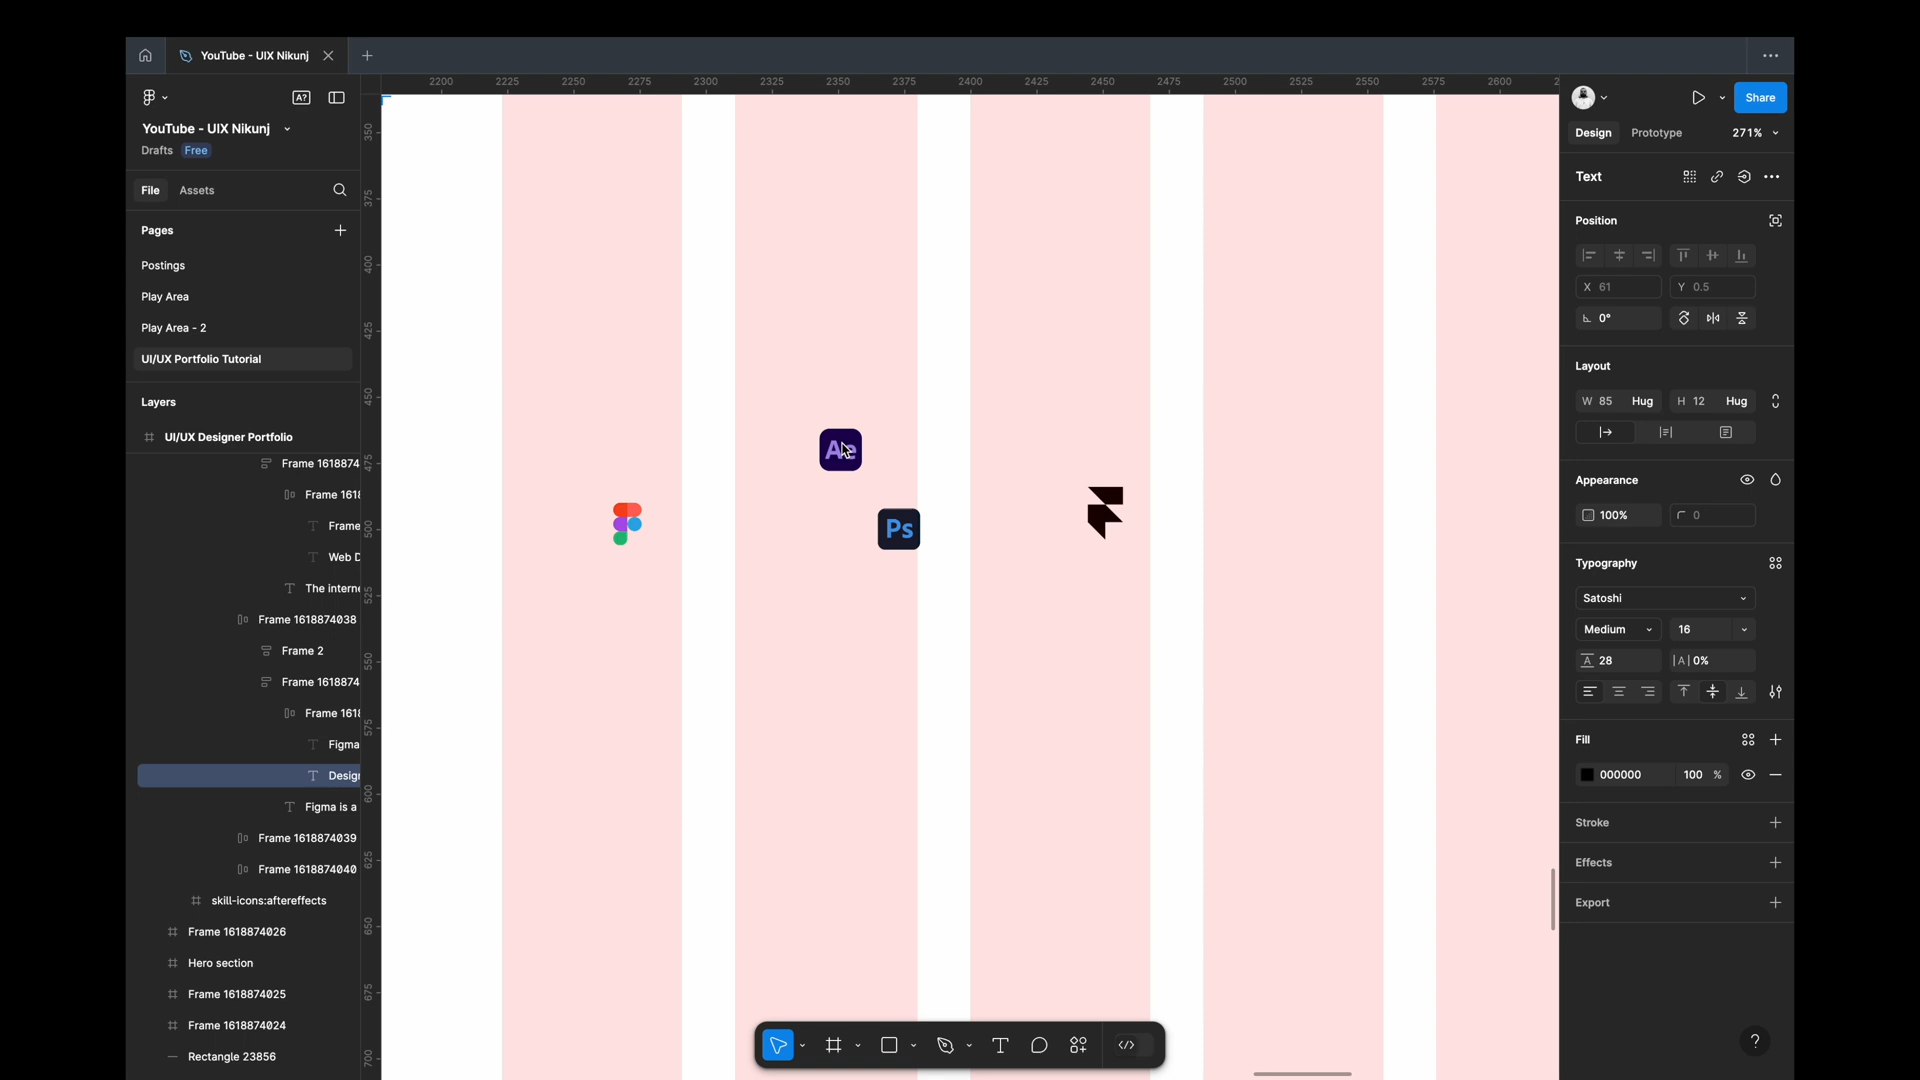 YouTube - UIX Nikunj
2200 2225 2250 2275 2300 2325 2350 2375 2400 2425 2450 2475 2500 2525 2550 2575 2600 2
A?
Share
YouTube - UIX Nikunj
Drafts Free
Design Prototype 271%
File Assets
Text
Pages
Position
Postings
Play Area
X 61 Y 0.5
Play Area - 2
0°
UI/UX Portfolio Tutorial
Layout
Layers
W 85 Hug H 12 Hug
UI/UX Designer Portfolio
Frame 1618874
Appearance
Frame 1618
100% 0
Frame
Web D
Typography
The interne
Satoshi
Frame 1618874038
Medium 16
Frame 2
A 28 |A| 0%
Frame 1618874
Frame 1618
Figma
Fill
Design
000000 100 %
Figma is a
Stroke
Frame 1618874039
Effects
Frame 1618874040
skill-icons:aftereffects
Export
Frame 1618874026
Hero section
Frame 1618874025
Frame 1618874024
Rectangle 23856
350
375
400
425
450
475
500
525
550
575
600
625
650
675
700
Ae
Ps
T
</>
?